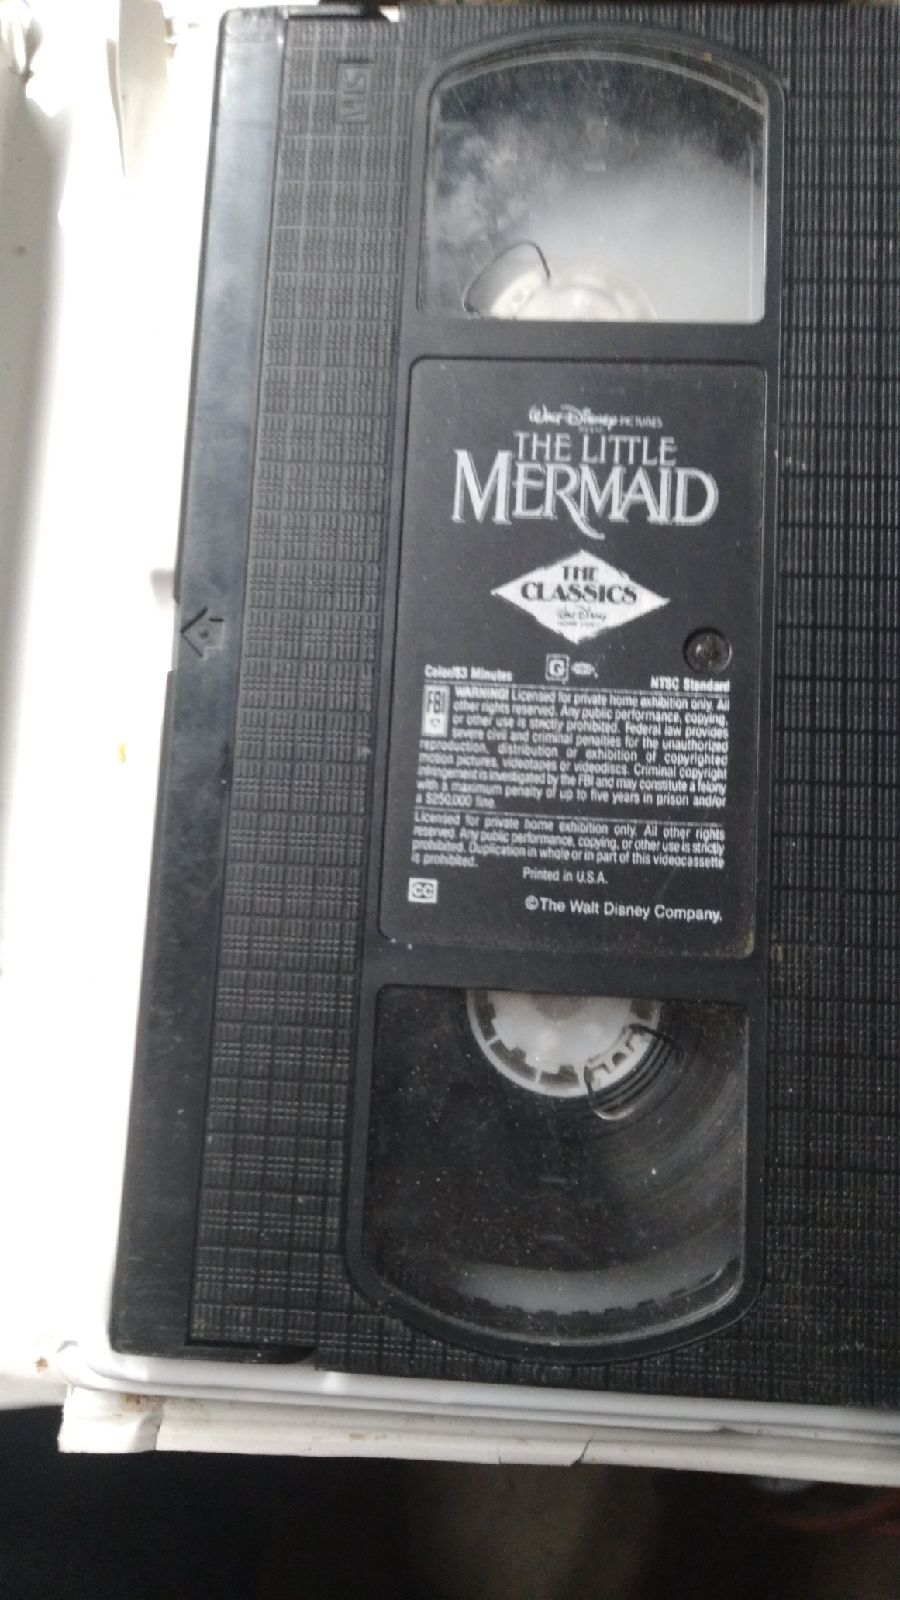 VHS
Walt Disney PICTURES
THE LITTLE
MERMAID
THE
CLASSICS
Walt Disney
HOME VIDEO
Color/83 Minutes
G
NTSC Standard
FBI
WARNING! Licensed for private home exhibition only. All
other rights reserved. Any public performance, copying,
or other use is strictly prohibited. Federal law provides
severe civil and criminal penalties for the unauthorized
reproduction, distribution or exhibition of copyrighted
motion pictures, videotapes or videodiscs. Criminal copyright
infringement is investigated by the FBI and may constitute a felony
with a maximum penalty of up to five years in prison and/or
a $250,000 fine.
Licensed for private home exhibition only. All other rights
reserved. Any public performance, copying, or other use is strictly
prohibited. Duplication in whole or in part of this videocassette
is prohibited.
Printed in U.S.A.
CC
©The Walt Disney Company.